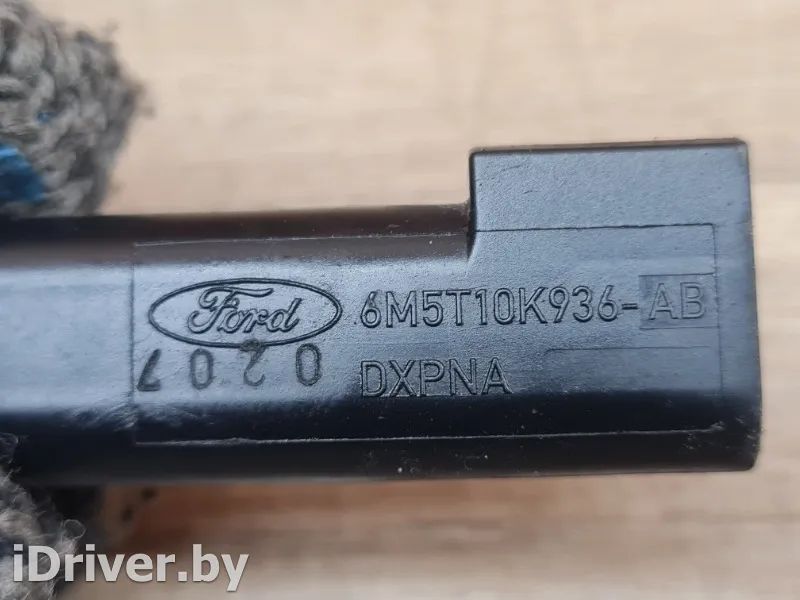 Ford 6M5T10K936-AB
0207
DXPNA
iDriver.by